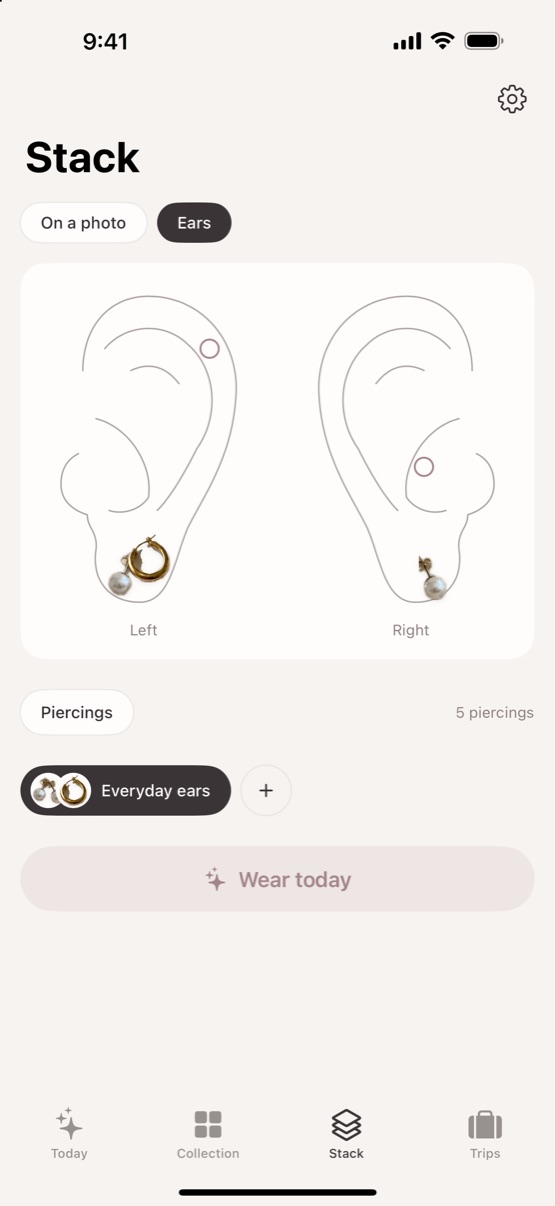 9:41
Stack
On a photo
Ears
Left
Right
Piercings
5 piercings
Everyday ears
+
Wear today
Today
Collection
Stack
Trips